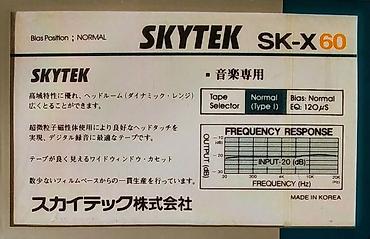 Bias Position ; NORMAL
SKYTEK SK-X60
SKYTEK
高域特性に優れ、ヘッドルーム(ダイナミック・レンジ)
広くとることができます。
超微粒子磁性体使用により良好なヘッドタッチを
実現、デジタル録音に最適なテープです。
テープが良く見えるワイドウィンドウ・カセット
数少ないフィルムベースからの一貫生産を行っています。
スカイテック株式会社
・音楽専用
Tape Selector
Normal (Type I)
Bias: Normal
EQ: 120μS
FREQUENCY RESPONSE
OUTPUT (dB)
INPUT-20 (dB)
FREQUENCY (Hz)
MADE IN KOREA